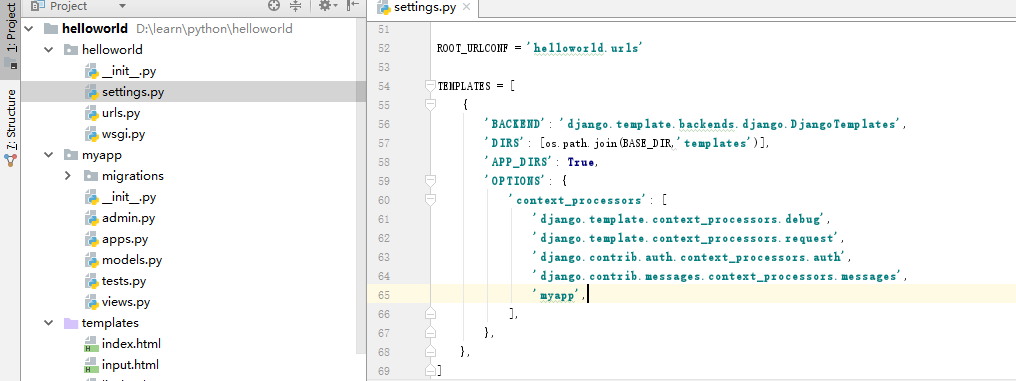 Project
settings.py
1: Project
7: Structure
helloworld D:\learn\python\helloworld
helloworld
__init__.py
settings.py
urls.py
wsgi.py
myapp
migrations
__init__.py
admin.py
apps.py
models.py
tests.py
views.py
templates
index.html
input.html
51
52 ROOT_URLCONF = 'helloworld.urls'
53
54 TEMPLATES = [
55 {
56 'BACKEND': 'django.template.backends.django.DjangoTemplates',
57 'DIRS': [os.path.join(BASE_DIR,'templates')],
58 'APP_DIRS': True,
59 'OPTIONS': {
60 'context_processors': [
61 'django.template.context_processors.debug',
62 'django.template.context_processors.request',
63 'django.contrib.auth.context_processors.auth',
64 'django.contrib.messages.context_processors.messages',
65 'myapp',
66 ],
67 },
68 },
69 ]